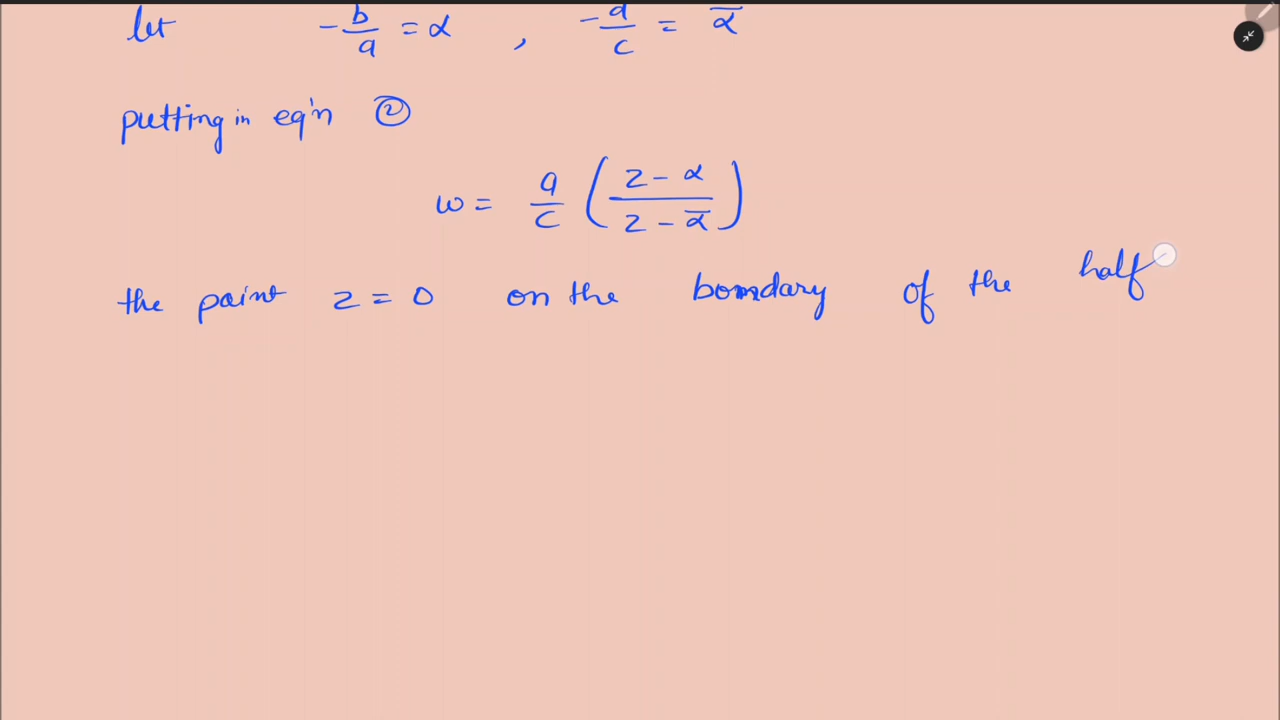 let -b/a = α , -d/c = ᾱ
putting in eq'n ②
w = a/c ( z - α / z - ᾱ )
the point z = 0 on the boundary of the half